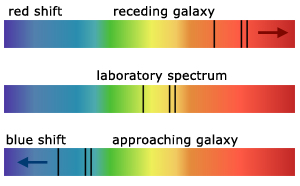 red shift receding galaxy
laboratory spectrum
blue shift approaching galaxy